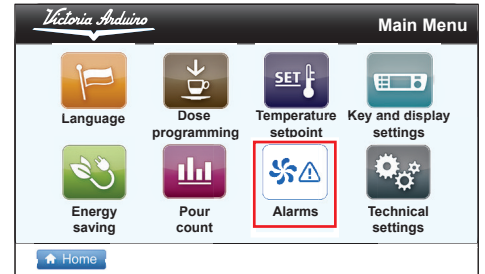 Victoria Arduino
Main Menu
SET
Language
Dose programming
Temperature setpoint
Key and display settings
Energy saving
Pour count
Alarms
Technical settings
Home